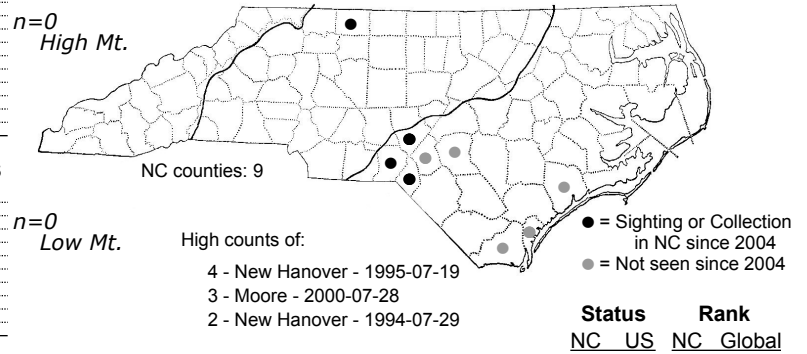 n=0
High Mt.
NC counties: 9
n=0
Low Mt.
High counts of:
4 - New Hanover - 1995-07-19
3 - Moore - 2000-07-28
2 - New Hanover - 1994-07-29
= Sighting or Collection
in NC since 2004
= Not seen since 2004
Status Rank
NC US NC Global